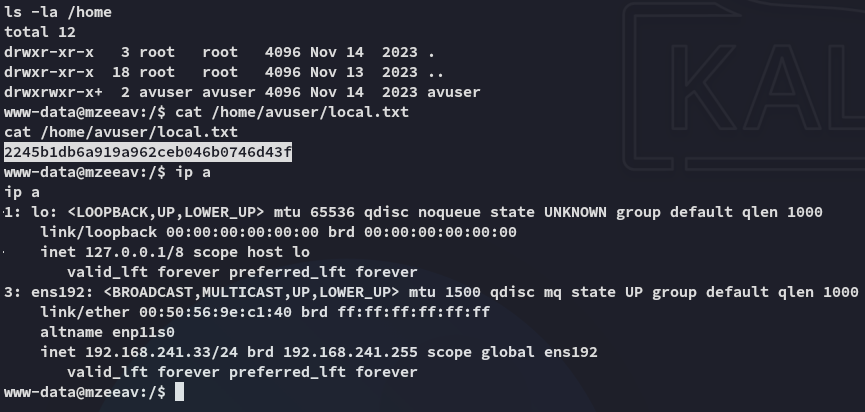 ls -la /home
total 12
drwxr-xr-x   3 root   root   4096 Nov 14  2023 .
drwxr-xr-x  18 root   root   4096 Nov 13  2023 ..
drwxrwxr-x+  2 avuser avuser 4096 Nov 14  2023 avuser
www-data@mzeeav:/$ cat /home/avuser/local.txt
cat /home/avuser/local.txt
2245b1db6a919a962ceb046b0746d43f
www-data@mzeeav:/$ ip a
ip a
1: lo: <LOOPBACK,UP,LOWER_UP> mtu 65536 qdisc noqueue state UNKNOWN group default qlen 1000
    link/loopback 00:00:00:00:00:00 brd 00:00:00:00:00:00
    inet 127.0.0.1/8 scope host lo
       valid_lft forever preferred_lft forever
3: ens192: <BROADCAST,MULTICAST,UP,LOWER_UP> mtu 1500 qdisc mq state UP group default qlen 1000
    link/ether 00:50:56:9e:c1:40 brd ff:ff:ff:ff:ff:ff
    altname enp11s0
    inet 192.168.241.33/24 brd 192.168.241.255 scope global ens192
       valid_lft forever preferred_lft forever
www-data@mzeeav:/$
KAL